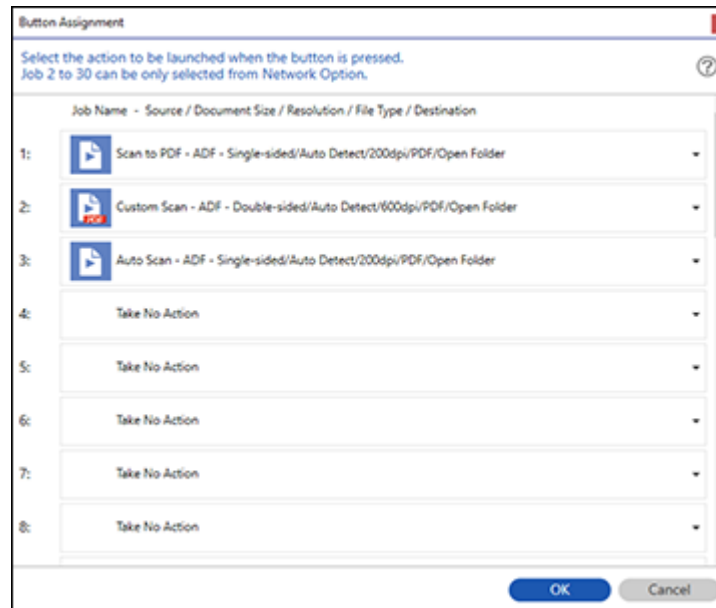 Button Assignment
Select the action to be launched when the button is pressed.
Job 2 to 30 can be only selected from Network Option.
?
Job Name - Source / Document Size / Resolution / File Type / Destination
1: Scan to PDF - ADF - Single-sided/Auto Detect/200dpi/PDF/Open Folder
2: PDF Custom Scan - ADF - Double-sided/Auto Detect/600dpi/PDF/Open Folder
3: Auto Scan - ADF - Single-sided/Auto Detect/200dpi/PDF/Open Folder
4: Take No Action
5: Take No Action
6: Take No Action
7: Take No Action
8: Take No Action
OK Cancel